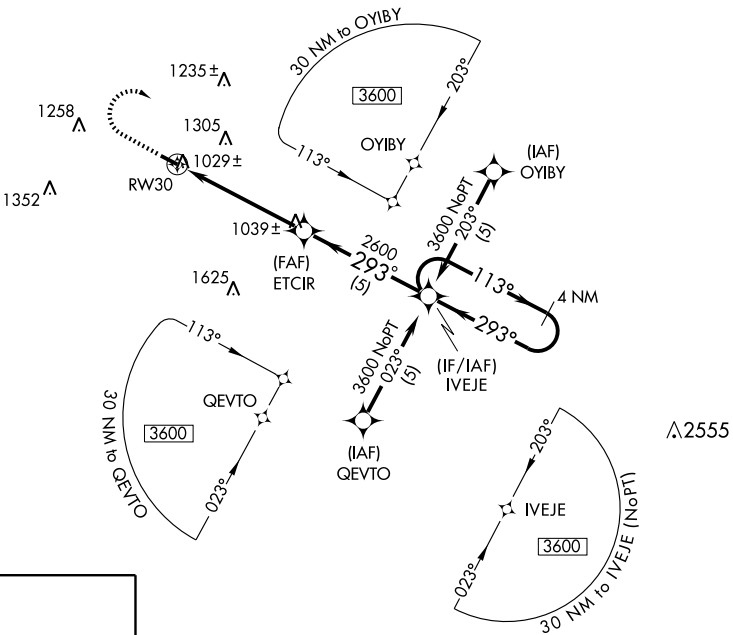 30 NM to OYIBY
3600
203°
113°
OYIBY
1235±
1258
1305
1029±
RW30
1352
(IAF)
OYIBY
3600 NoPT
203°
(5)
1039±
(FAF)
ETCIR
2600
293°
(5)
113°
293°
4 NM
1625
(IF/IAF)
IVEJE
3600 NoPT
023°
(5)
(IAF)
QEVTO
113°
QEVTO
3600
023°
30 NM to QEVTO
2555
203°
IVEJE
3600
023°
30 NM to IVEJE (NoPT)